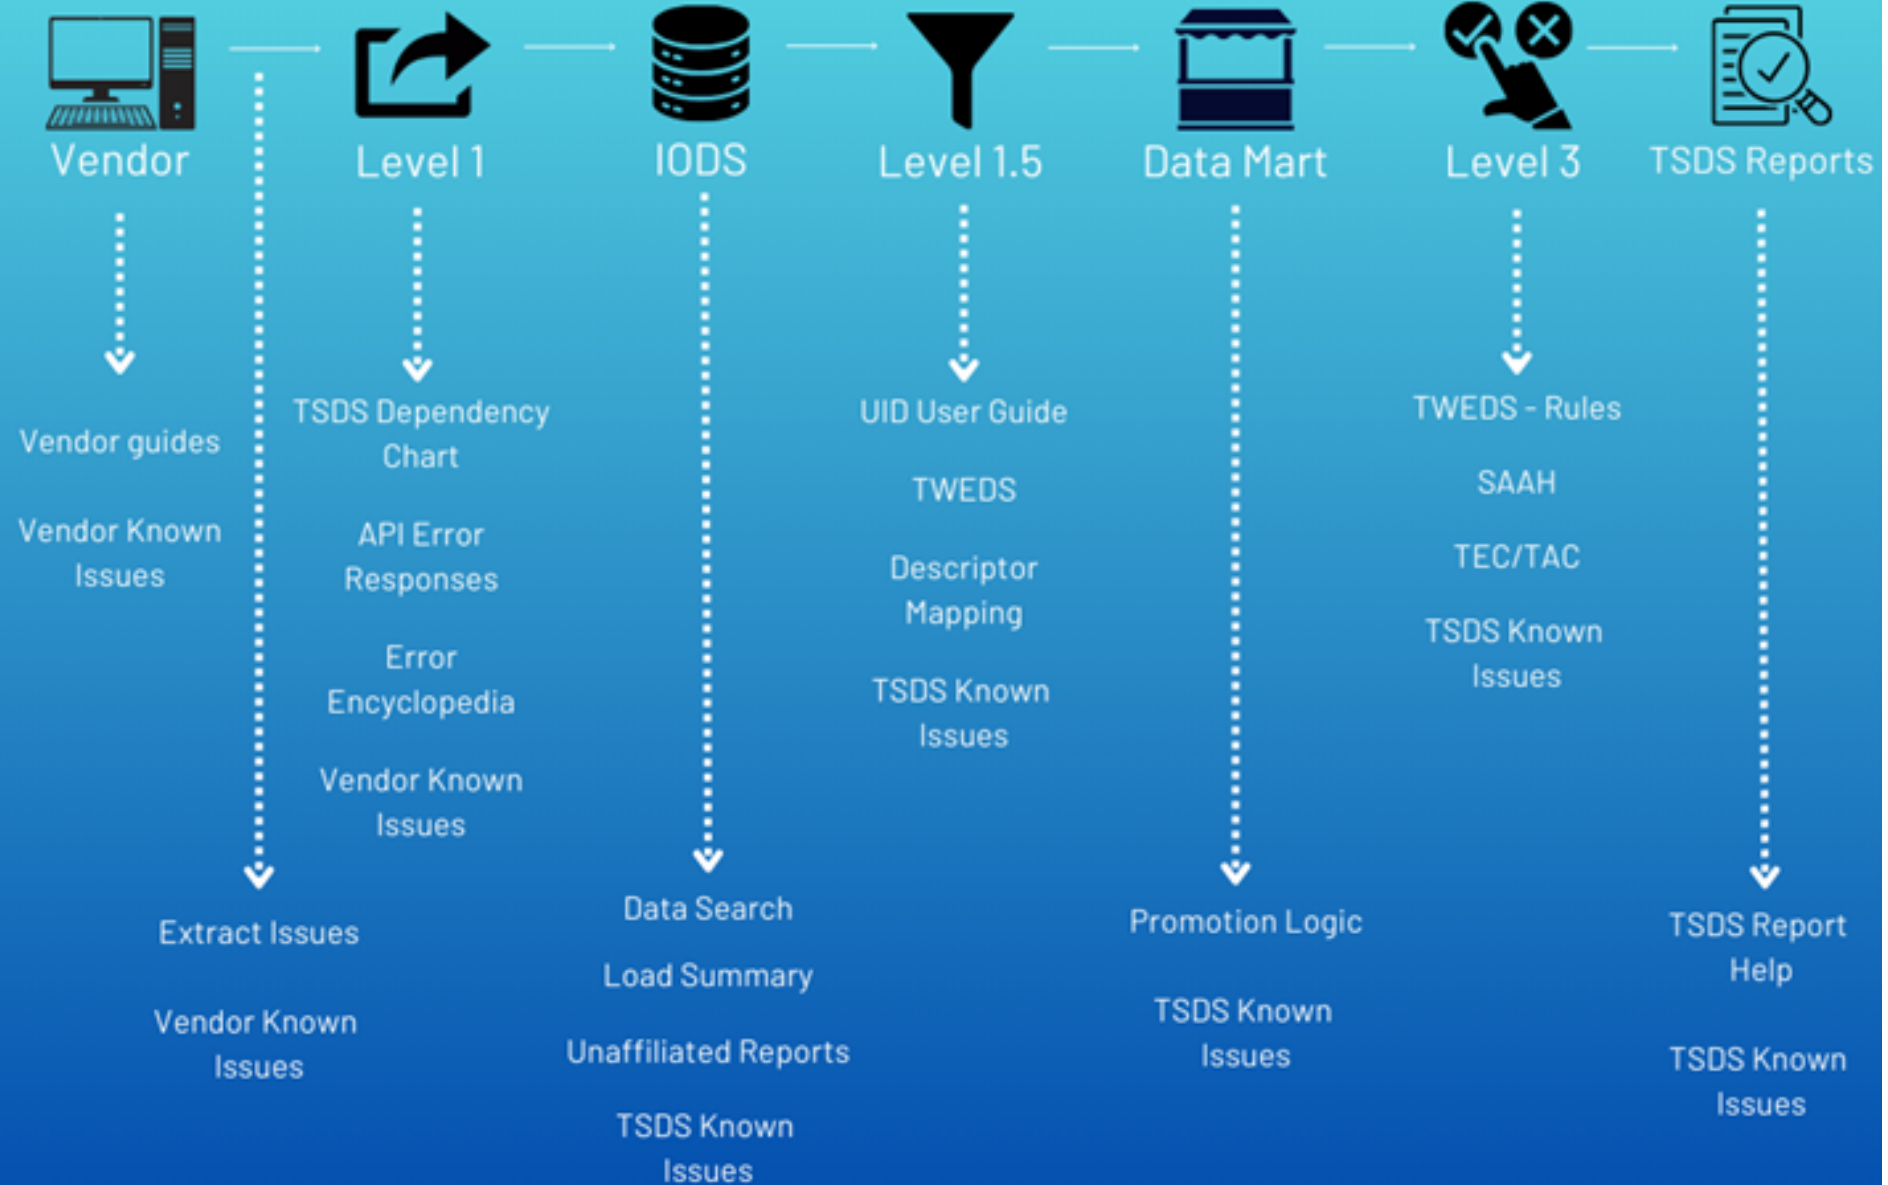 Vendor
Level 1
IODS
Level 1.5
Data Mart
Level 3
TSDS Reports
Vendor guides
Vendor Known
Issues
Extract Issues
Vendor Known
Issues
TSDS Dependency
Chart
API Error
Responses
Error
Encyclopedia
Vendor Known
Issues
Data Search
Load Summary
Unaffiliated Reports
TSDS Known
Issues
UID User Guide
TWEDS
Descriptor
Mapping
TSDS Known
Issues
Promotion Logic
TSDS Known
Issues
TWEDS - Rules
SAAH
TEC/TAC
TSDS Known
Issues
TSDS Report
Help
TSDS Known
Issues